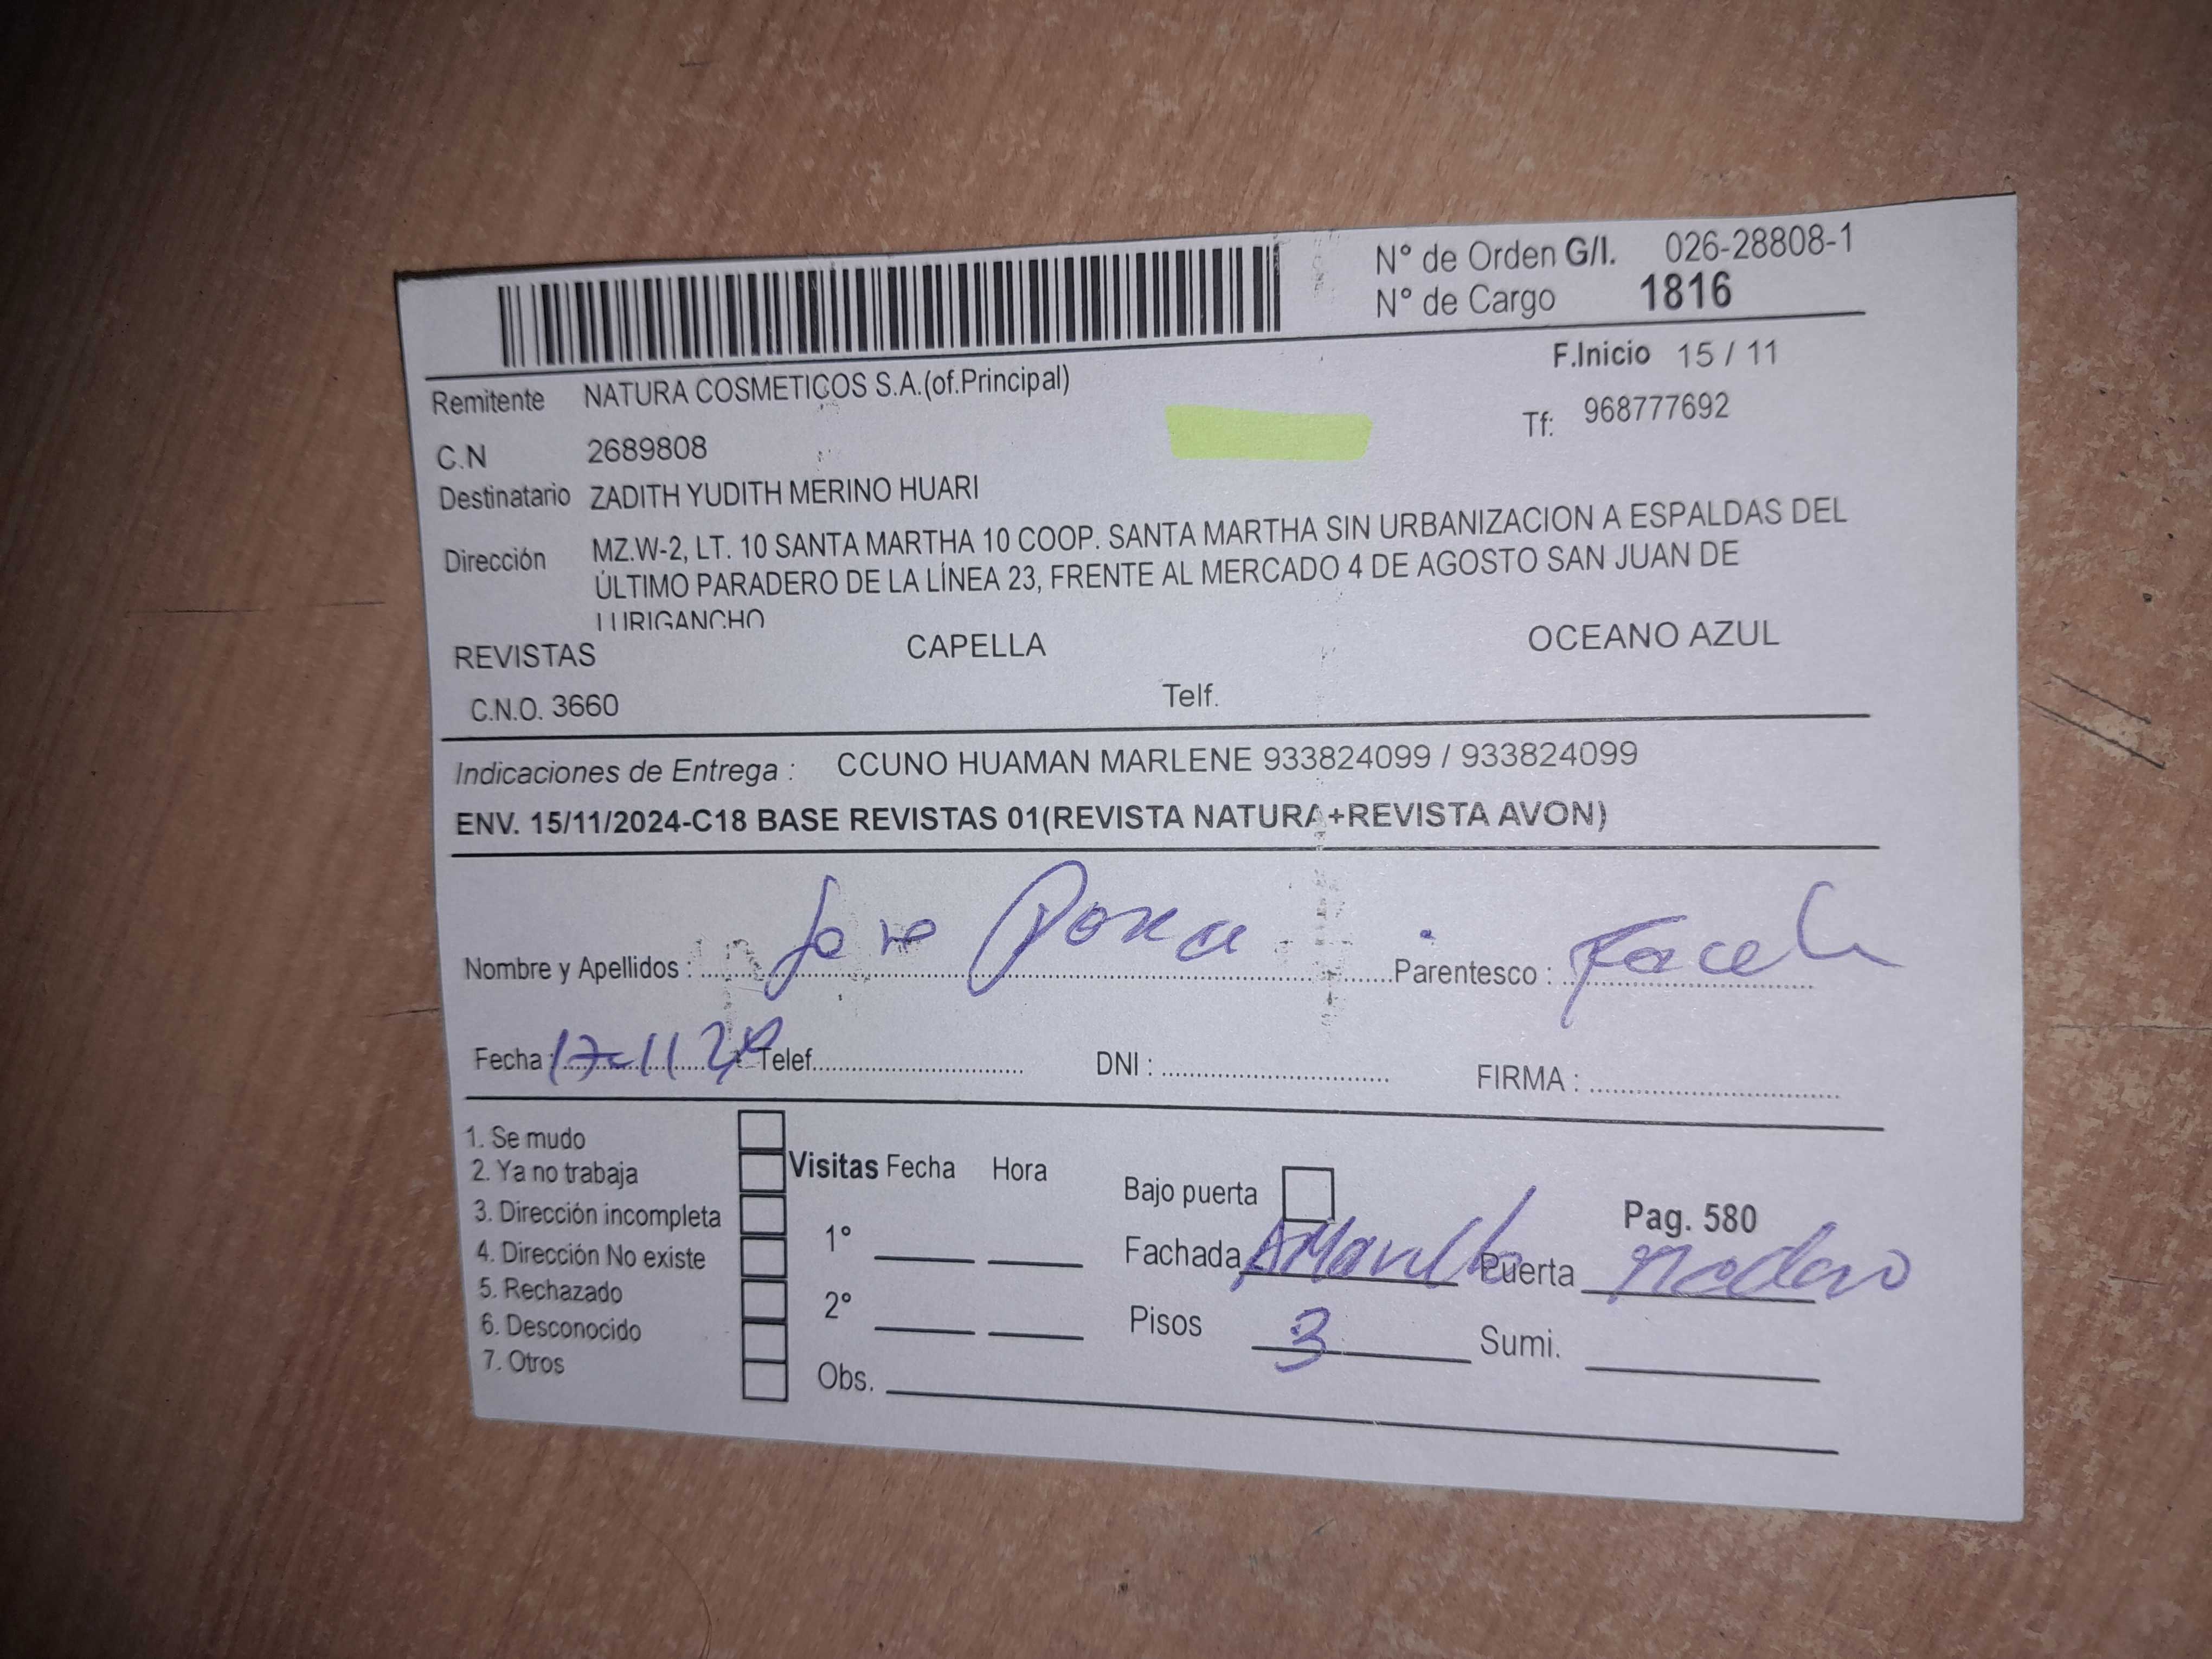 N° de Orden G/I. 026-28808-1
N° de Cargo 1816
F.Inicio 15 / 11
Remitente NATURA COSMETICOS S.A.(of.Principal)
Tf: 968777692
C.N 2689808
Destinatario ZADITH YUDITH MERINO HUARI
Dirección MZ.W-2, LT. 10 SANTA MARTHA 10 COOP. SANTA MARTHA SIN URBANIZACION A ESPALDAS DEL
ÚLTIMO PARADERO DE LA LÍNEA 23, FRENTE AL MERCADO 4 DE AGOSTO SAN JUAN DE
LURIGANCHO
REVISTAS CAPELLA OCEANO AZUL
C.N.O. 3660 Telf.
Indicaciones de Entrega : CCUNO HUAMAN MARLENE 933824099 / 933824099
ENV. 15/11/2024-C18 BASE REVISTAS 01(REVISTA NATURA+REVISTA AVON)
Nombre y Apellidos : Jose Parentesco :
Fecha : 17-11 24 Telef. DNI : FIRMA :
1. Se mudo
2. Ya no trabaja
3. Dirección incompleta
4. Dirección No existe
5. Rechazado
6. Desconocido
7. Otros
Visitas Fecha Hora
1°
2°
Obs.
Bajo puerta Pag. 580
Fachada Amarillo Puerta madera
Pisos 3 Sumi.